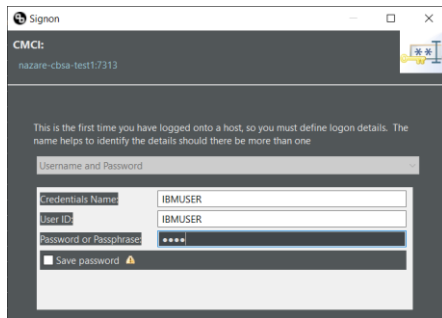 Signon
CMCI:
nazare-cbsa-test1:7313
This is the first time you have logged onto a host, so you must define logon details. The
name helps to identify the details should there be more than one
Username and Password
Credentials Name: IBMUSER
User ID: IBMUSER
Password or Passphrase: ••••
Save password